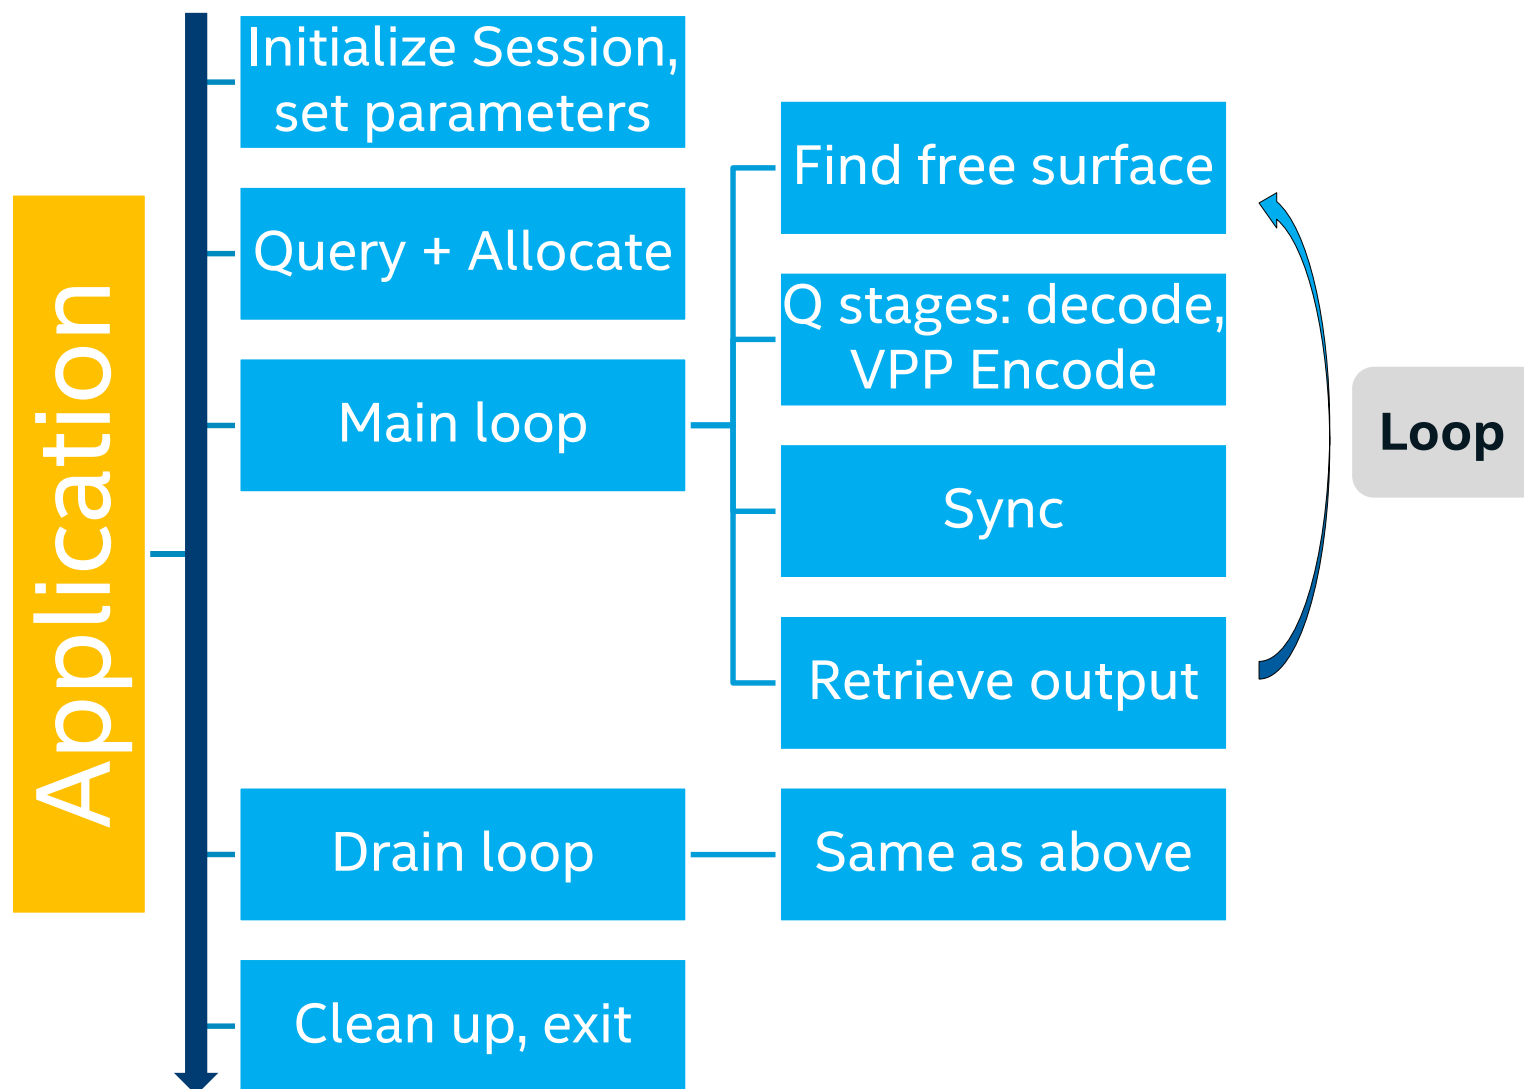 Application
Initialize Session,
set parameters
Query + Allocate
Main loop
Find free surface
Q stages: decode,
VPP Encode
Sync
Retrieve output
Loop
Drain loop
Same as above
Clean up, exit